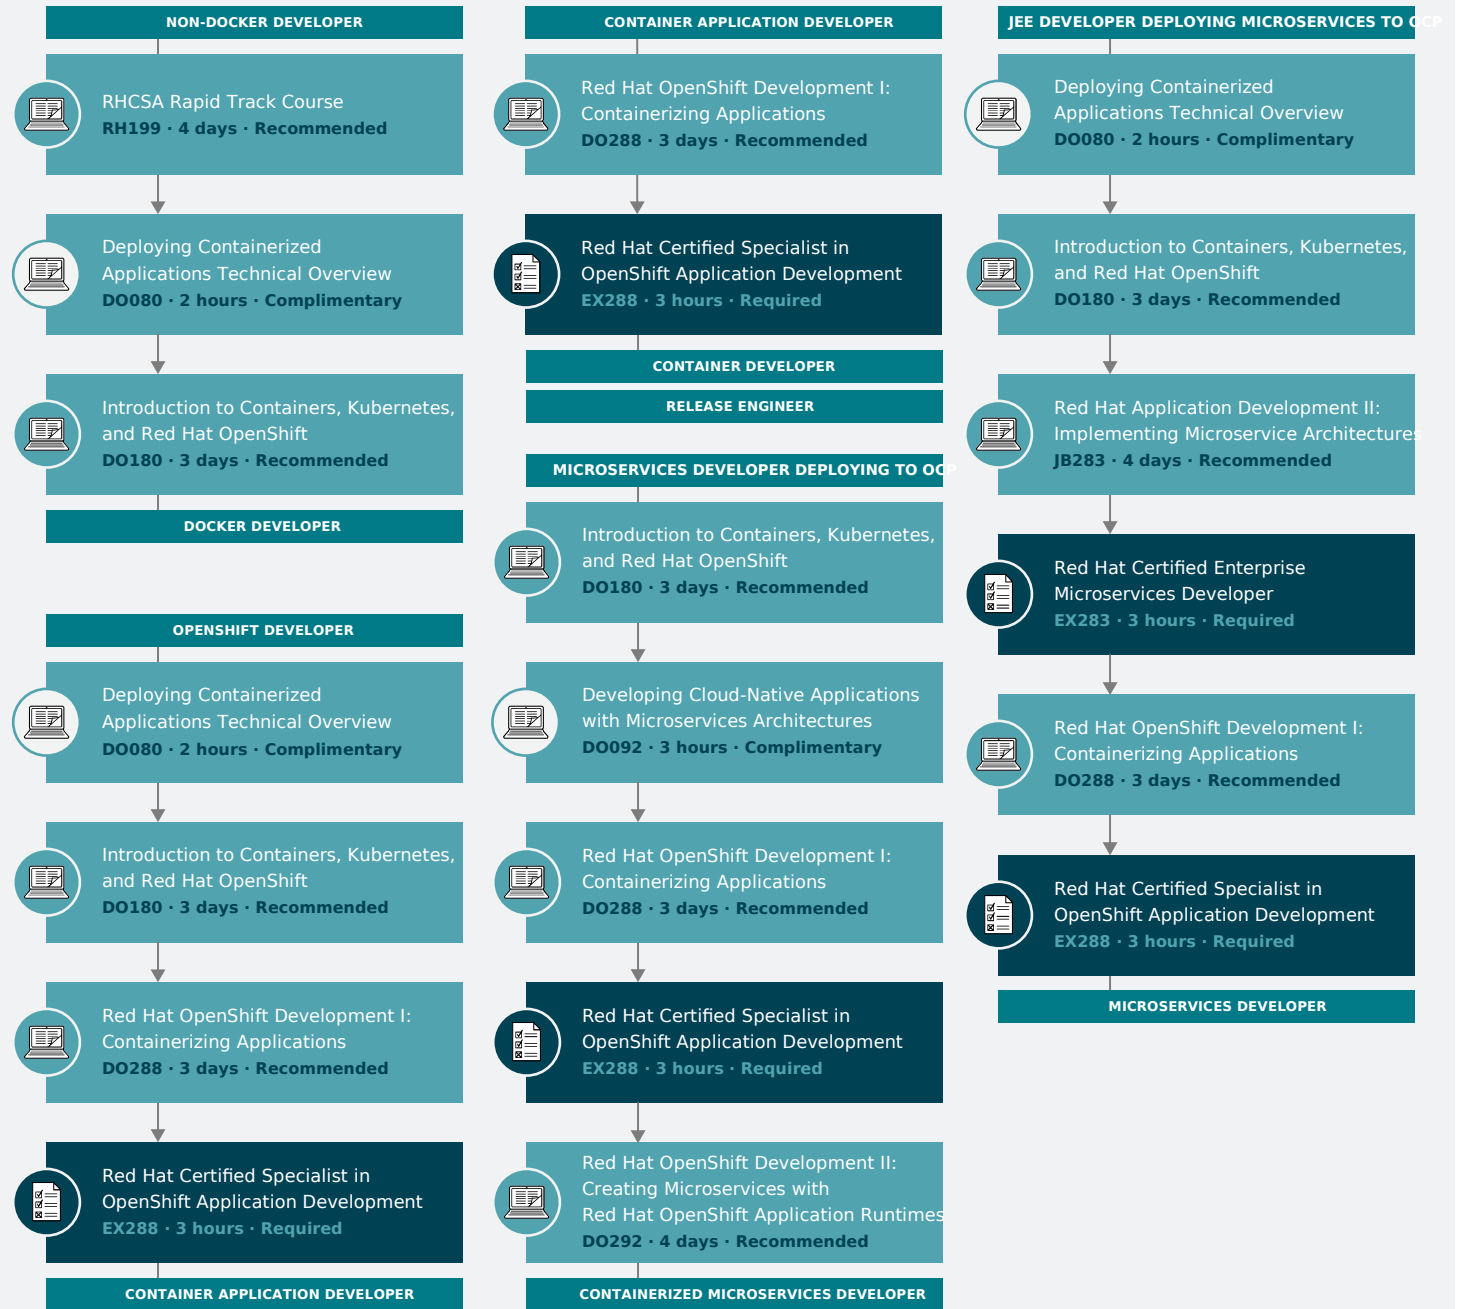 NON-DOCKER DEVELOPER
RHCSA Rapid Track Course
RH199 · 4 days · Recommended
Deploying Containerized
Applications Technical Overview
DO080 · 2 hours · Complimentary
Introduction to Containers, Kubernetes,
and Red Hat OpenShift
DO180 · 3 days · Recommended
DOCKER DEVELOPER
OPENSHIFT DEVELOPER
Deploying Containerized
Applications Technical Overview
DO080 · 2 hours · Complimentary
Introduction to Containers, Kubernetes,
and Red Hat OpenShift
DO180 · 3 days · Recommended
Red Hat OpenShift Development I:
Containerizing Applications
DO288 · 3 days · Recommended
Red Hat Certified Specialist in
OpenShift Application Development
EX288 · 3 hours · Required
CONTAINER APPLICATION DEVELOPER
CONTAINER APPLICATION DEVELOPER
Red Hat OpenShift Development I:
Containerizing Applications
DO288 · 3 days · Recommended
Red Hat Certified Specialist in
OpenShift Application Development
EX288 · 3 hours · Required
CONTAINER DEVELOPER
RELEASE ENGINEER
MICROSERVICES DEVELOPER DEPLOYING TO OCP
Introduction to Containers, Kubernetes,
and Red Hat OpenShift
DO180 · 3 days · Recommended
Developing Cloud-Native Applications
with Microservices Architectures
DO092 · 3 hours · Complimentary
Red Hat OpenShift Development I:
Containerizing Applications
DO288 · 3 days · Recommended
Red Hat Certified Specialist in
OpenShift Application Development
EX288 · 3 hours · Required
Red Hat OpenShift Development II:
Creating Microservices with
Red Hat OpenShift Application Runtimes
DO292 · 4 days · Recommended
CONTAINERIZED MICROSERVICES DEVELOPER
JEE DEVELOPER DEPLOYING MICROSERVICES TO OCP
Deploying Containerized
Applications Technical Overview
DO080 · 2 hours · Complimentary
Introduction to Containers, Kubernetes,
and Red Hat OpenShift
DO180 · 3 days · Recommended
Red Hat Application Development II:
Implementing Microservice Architectures
JB283 · 4 days · Recommended
Red Hat Certified Enterprise
Microservices Developer
EX283 · 3 hours · Required
Red Hat OpenShift Development I:
Containerizing Applications
DO288 · 3 days · Recommended
Red Hat Certified Specialist in
OpenShift Application Development
EX288 · 3 hours · Required
MICROSERVICES DEVELOPER